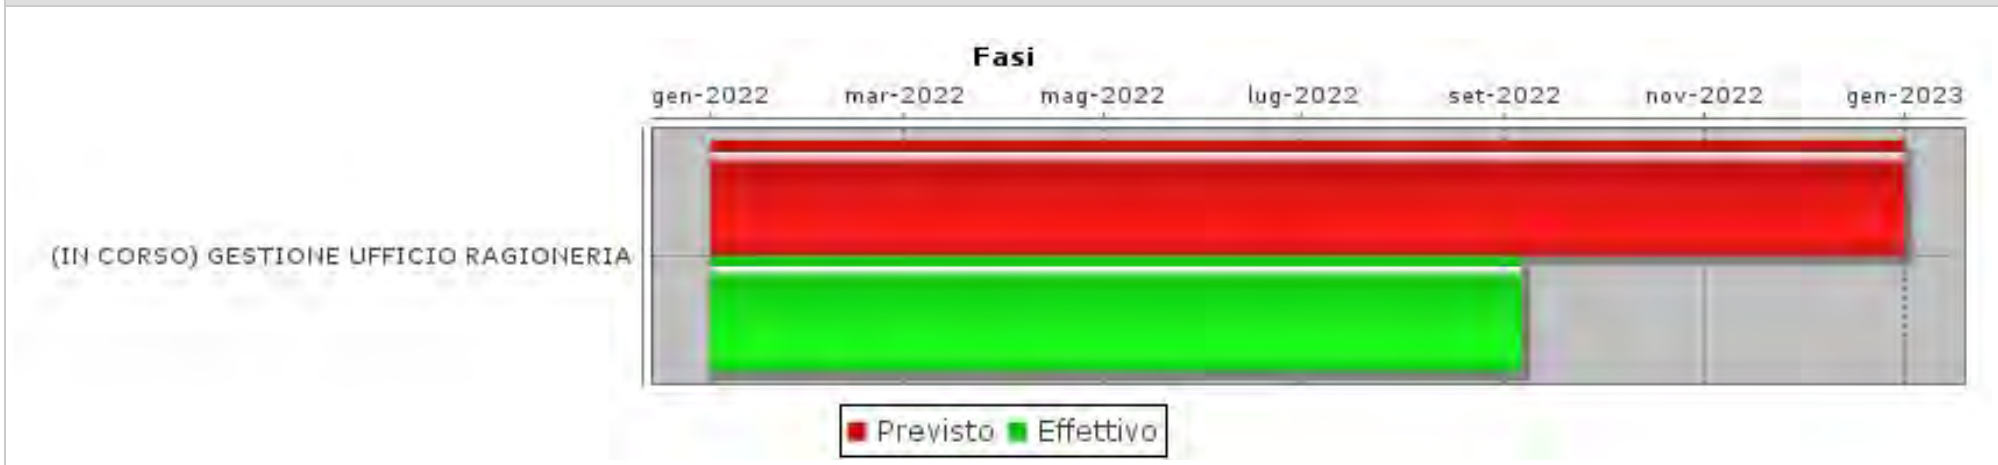 Fasi
gen-2022 mar-2022 mag-2022 lug-2022 set-2022 nov-2022 gen-2023
(IN CORSO) GESTIONE UFFICIO RAGIONERIA
Previsto Effettivo